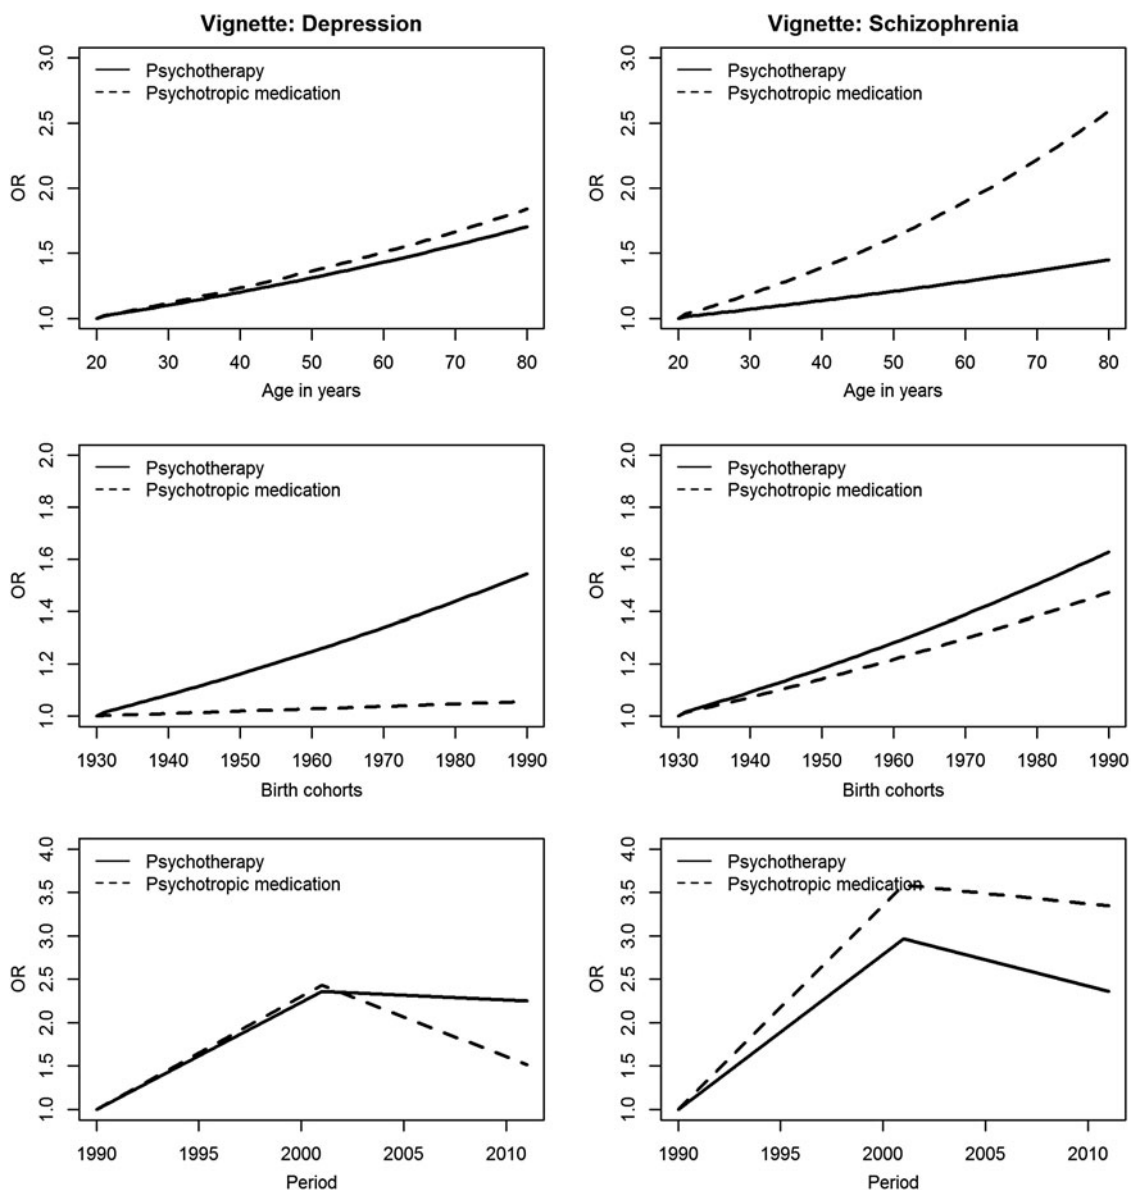 Vignette: Depression
3.0
2.5
2.0
1.5
1.0
OR
Psychotherapy
Psychotropic medication
20 30 40 50 60 70 80
Age in years
Vignette: Schizophrenia
3.0
2.5
2.0
1.5
1.0
OR
Psychotherapy
Psychotropic medication
20 30 40 50 60 70 80
Age in years
2.0
1.8
1.6
1.4
1.2
1.0
OR
Psychotherapy
Psychotropic medication
1930 1940 1950 1960 1970 1980 1990
Birth cohorts
2.0
1.8
1.6
1.4
1.2
1.0
OR
Psychotherapy
Psychotropic medication
1930 1940 1950 1960 1970 1980 1990
Birth cohorts
4.0
3.5
3.0
2.5
2.0
1.5
1.0
OR
Psychotherapy
Psychotropic medication
1990 1995 2000 2005 2010
Period
4.0
3.5
3.0
2.5
2.0
1.5
1.0
OR
Psychotherapy
Psychotropic medication
1990 1995 2000 2005 2010
Period